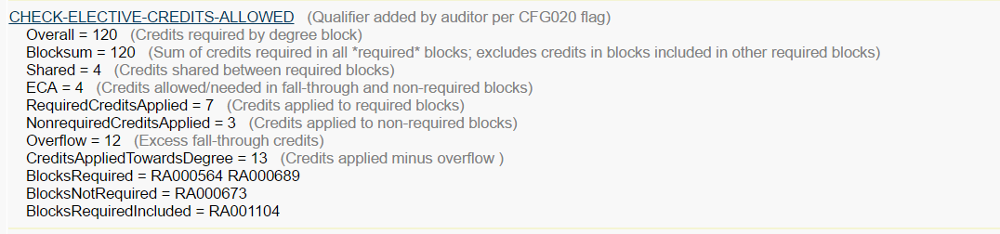 CHECK-ELECTIVE-CREDITS-ALLOWED (Qualifier added by auditor per CFG020 flag)
Overall = 120 (Credits required by degree block)
Blocksum = 120 (Sum of credits required in all *required* blocks; excludes credits in blocks included in other required blocks)
Shared = 4 (Credits shared between required blocks)
ECA = 4 (Credits allowed/needed in fall-through and non-required blocks)
RequiredCreditsApplied = 7 (Credits applied to required blocks)
NonrequiredCreditsApplied = 3 (Credits applied to non-required blocks)
Overflow = 12 (Excess fall-through credits)
CreditsAppliedTowardsDegree = 13 (Credits applied minus overflow )
BlocksRequired = RA000564 RA000689
BlocksNotRequired = RA000673
BlocksRequiredIncluded = RA001104